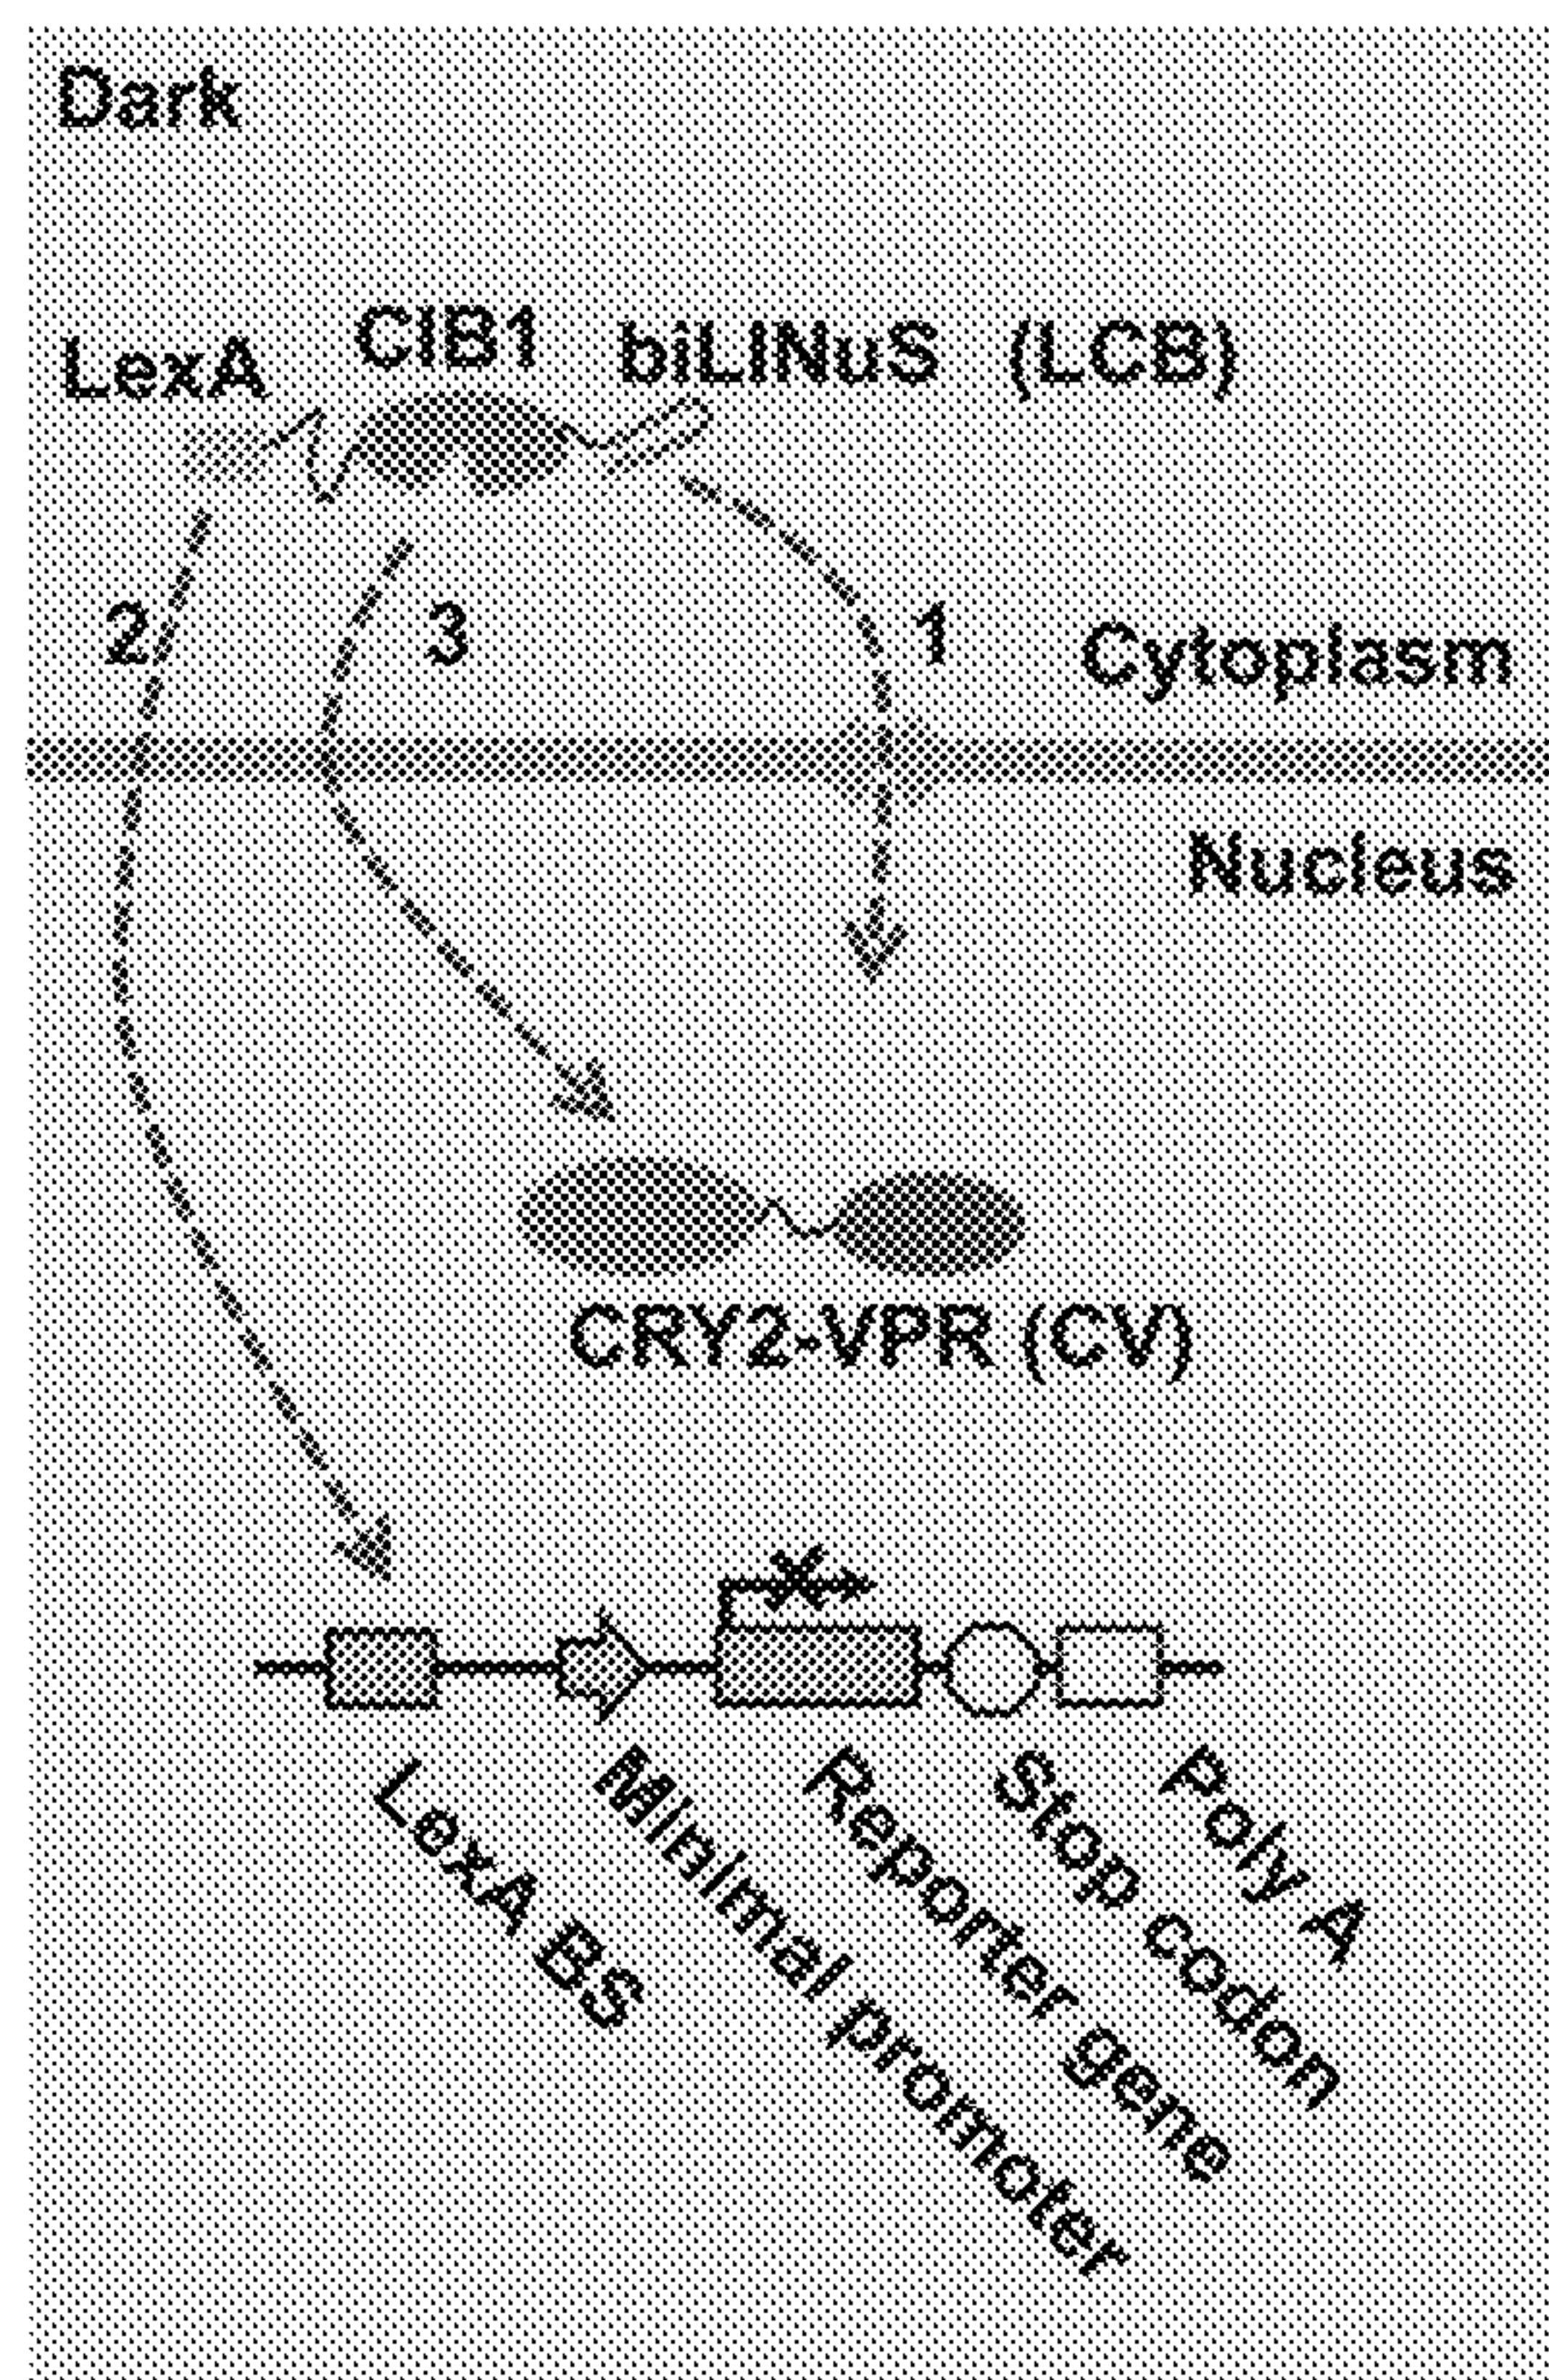 Dark
LexA CIB1 biLINuS (LCB)
2 3 1
Cytoplasm
Nucleus
CRY2-VPR (CV)
LexA BS
Minimal promoter
Reporter gene
Stop codon
Poly A